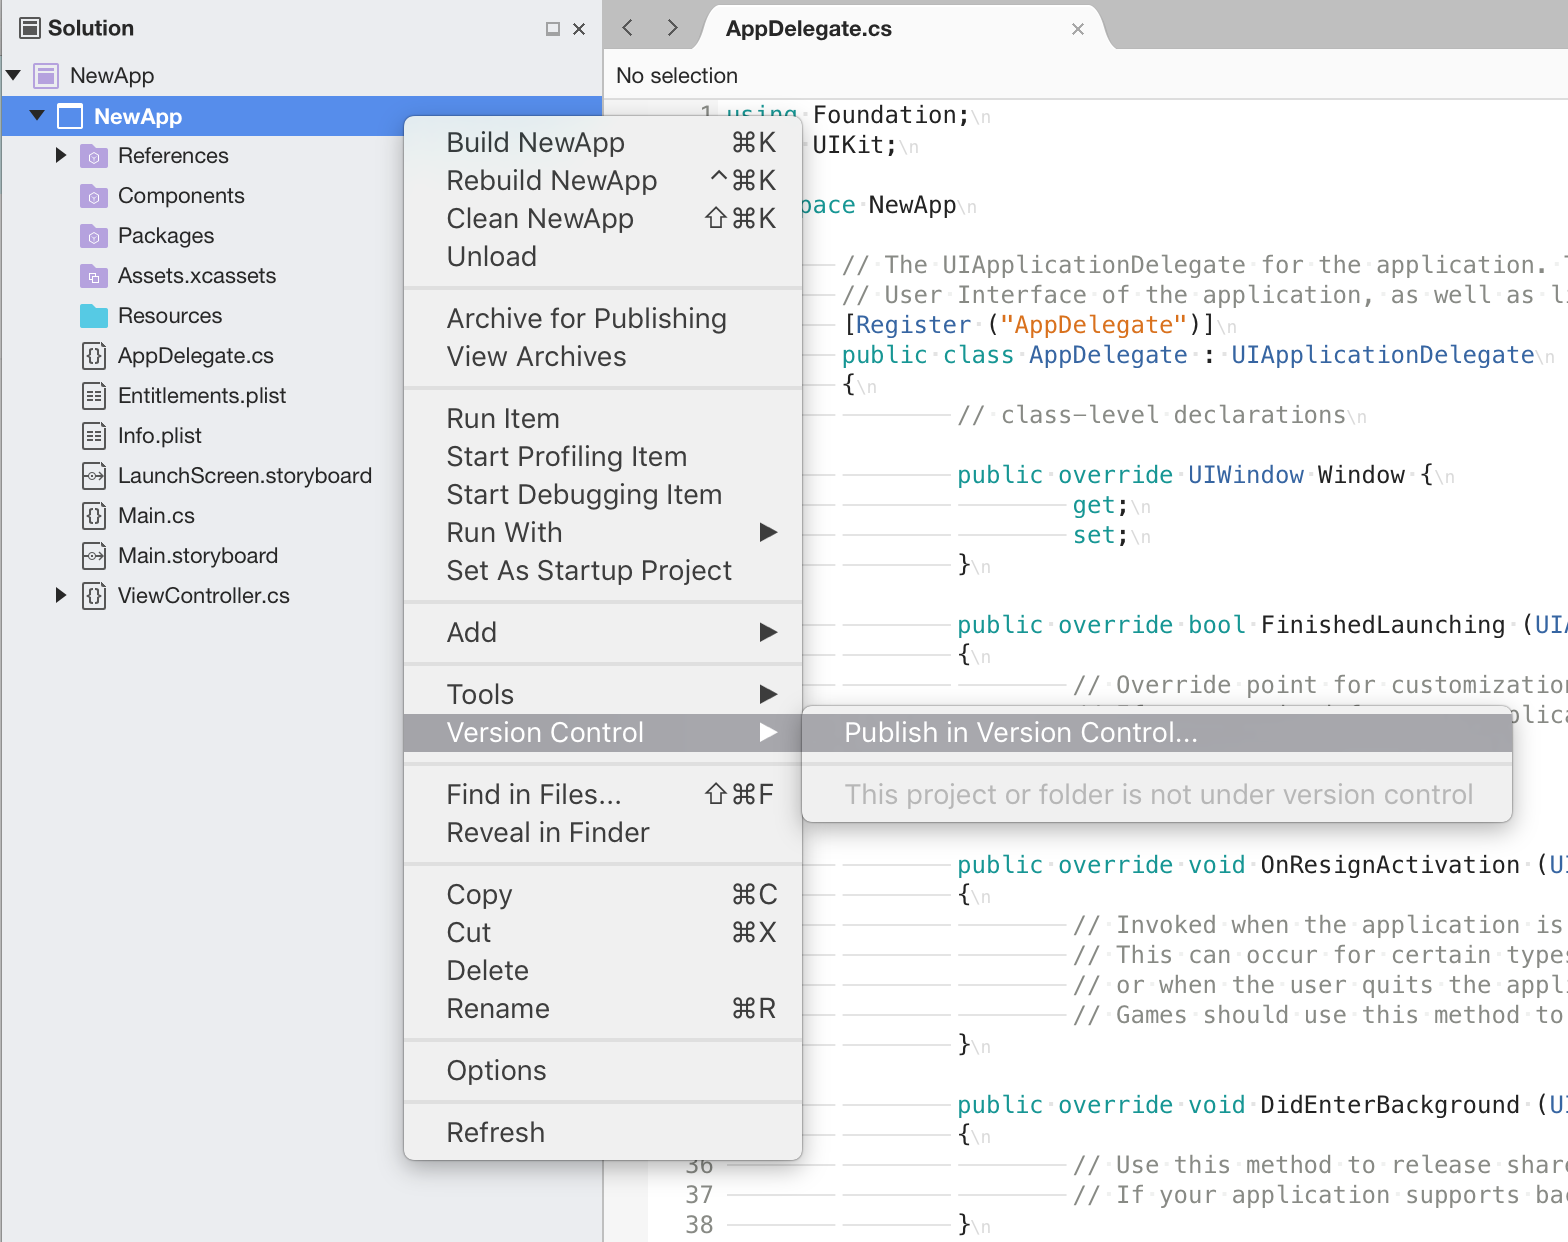 Solution
NewApp
NewApp
References
Components
Packages
Assets.xcassets
Resources
AppDelegate.cs
Entitlements.plist
Info.plist
LaunchScreen.storyboard
Main.cs
Main.storyboard
ViewController.cs
Build NewApp ⌘K
Rebuild NewApp ^⌘K
Clean NewApp ⇧⌘K
Unload
Archive for Publishing
View Archives
Run Item
Start Profiling Item
Start Debugging Item
Run With
Set As Startup Project
Add
Tools
Version Control
Find in Files... ⇧⌘F
Reveal in Finder
Copy ⌘C
Cut ⌘X
Delete
Rename ⌘R
Options
Refresh
Publish in Version Control...
This project or folder is not under version control
AppDelegate.cs
No selection
1 using Foundation;\n
UIKit;\n
pace NewApp\n
// The UIApplicationDelegate for the application.
// User Interface of the application, as well as li
[Register ("AppDelegate")]\n
public class AppDelegate : UIApplicationDelegate\n
{\n
// class-level declarations\n
public override UIWindow Window {\n
get;\n
set;\n
}\n
public override bool FinishedLaunching (UIA
{\n
// Override point for customization
public override void OnResignActivation (UI
{\n
// Invoked when the application is
// This can occur for certain types
// or when the user quits the appli
// Games should use this method to
}\n
public override void DidEnterBackground (UI
{\n
36 // Use this method to release share
37 // If your application supports bac
38 }\n